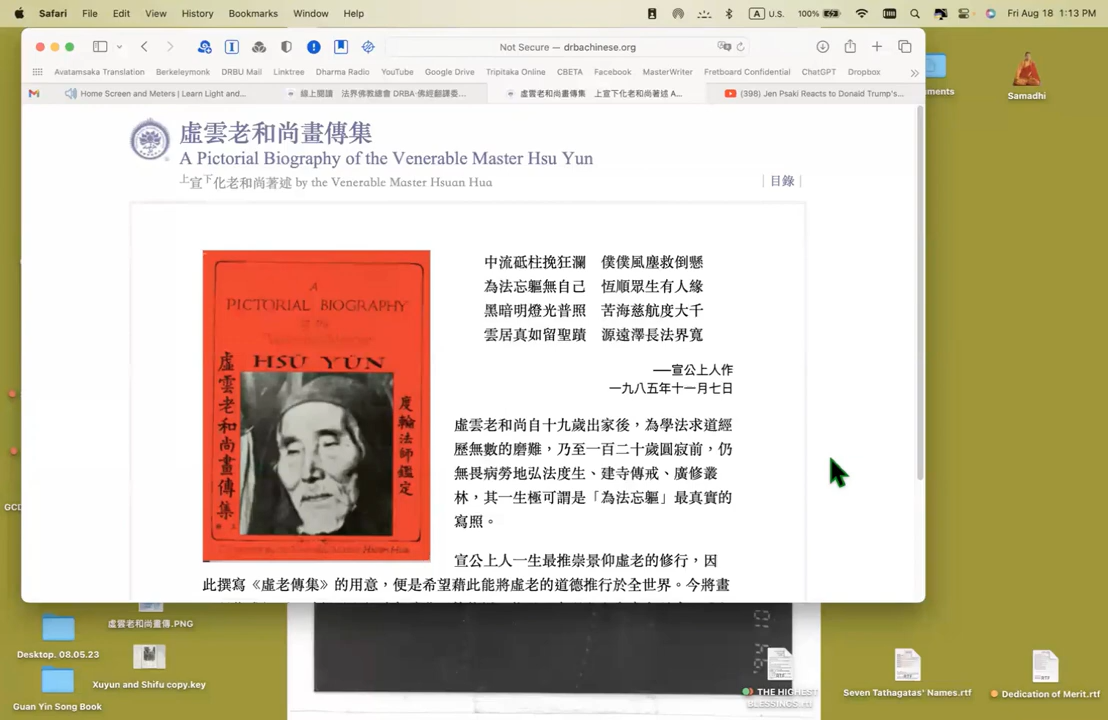 Safari File Edit View History Bookmarks Window Help
A U.S. 100% Fri Aug 18 1:13 PM
Not Secure — drbachinese.org
Avatamsaka Translation Berkeleymonk DRBU Mail Linktree Dharma Radio YouTube Google Drive Tripitaka Online CBETA Facebook MasterWriter Fretboard Confidential ChatGPT Dropbox
Home Screen and Meters | Learn Light and...
線上閱讀 法界佛教總會 DRBA·佛經翻譯委...
虛雲老和尚畫傳集 上宣下化老和尚著述 A...
(398) Jen Psaki Reacts to Donald Trump's...
虛雲老和尚畫傳集
A Pictorial Biography of the Venerable Master Hsu Yun
上宣下化老和尚著述 by the Venerable Master Hsuan Hua
| 目錄 |
A
PICTORIAL BIOGRAPHY
HSÜ YÜN
虛雲老和尚畫傳集
度輪法師鑑定
中流砥柱挽狂瀾 僕僕風塵救倒懸
為法忘軀無自己 恆順眾生有人緣
黑暗明燈光普照 苦海慈航度大千
雲居真如留聖蹟 源遠澤長法界寬
──宣公上人作
一九八五年十一月七日
虛雲老和尚自十九歲出家後，為學法求道經
歷無數的磨難，乃至一百二十歲圓寂前，仍
無畏病勞地弘法度生、建寺傳戒、廣修叢
林，其一生極可謂是「為法忘軀」最真實的
寫照。
宣公上人一生最推崇景仰虛老的修行，因
此撰寫《虛老傳集》的用意，便是希望藉此能將虛老的道德推行於全世界。今將畫
ments
Samadhi
GCD
虛雲老和尚畫傳.PNG
Desktop. 08.05.23
Xuyun and Shifu copy.key
Guan Yin Song Book
THE HIGHEST
BLESSINGS.rtf
Seven Tathagatas' Names.rtf
Dedication of Merit.rtf